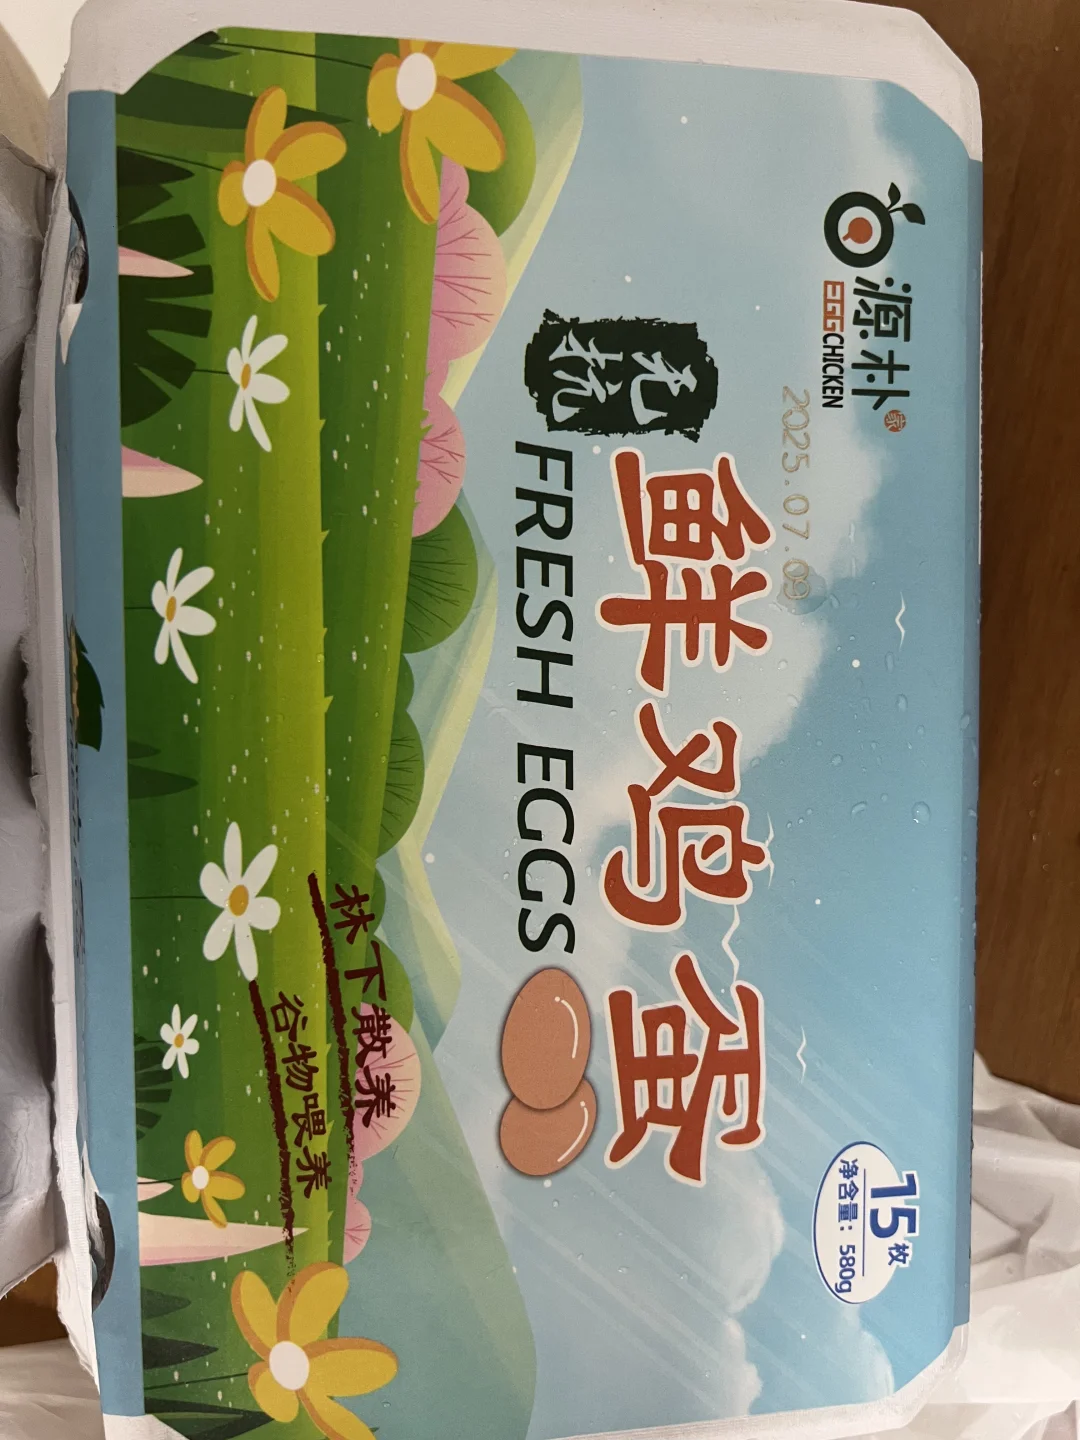 源朴
家
EGGCHICKEN
2025.07.09
15枚
净含量：580g
鲜鸡蛋
FRESH EGGS
林下散养
谷物喂养